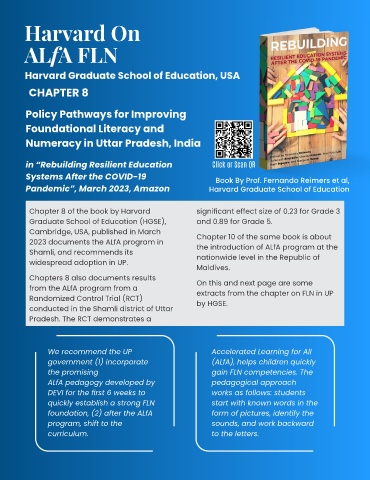 Harvard On
ALfA FLN
Harvard Graduate School of Education, USA
CHAPTER 8
Policy Pathways for Improving
Foundational Literacy and
Numeracy in Uttar Pradesh, India
in “Rebuilding Resilient Education
Systems After the COVID-19
Pandemic”, March 2023, Amazon
REBUILDING
RESILIENT EDUCATION SYSTEMS
AFTER THE COVID-19 PANDEMIC
Click or Scan QR
Book By Prof. Fernando Reimers et al,
Harvard Graduate School of Education
Chapter 8 of the book by Harvard
Graduate School of Education (HGSE),
Cambridge, USA, published in March
2023 documents the ALfA program in
Shamli, and recommends its
widespread adoption in UP.
Chapters 8 also documents results
from the ALfA program from a
Randomized Control Trial (RCT)
conducted in the Shamli district of Uttar
Pradesh. The RCT demonstrates a
significant effect size of 0.23 for Grade 3
and 0.89 for Grade 5.
Chapter 10 of the same book is about
the introduction of ALfA program at the
nationwide level in the Republic of
Maldives.
On this and next page are some
extracts from the chapter on FLN in UP
by HGSE.
We recommend the UP
government (1) incorporate
the promising
ALfA pedagogy developed by
DEVI for the first 6 weeks to
quickly establish a strong FLN
foundation, (2) after the ALfA
program, shift to the
curriculum.
Accelerated Learning for All
(ALfA), helps children quickly
gain FLN competencies. The
pedagogical approach
works as follows: students
start with known words in the
form of pictures, identify the
sounds, and work backward
to the letters.